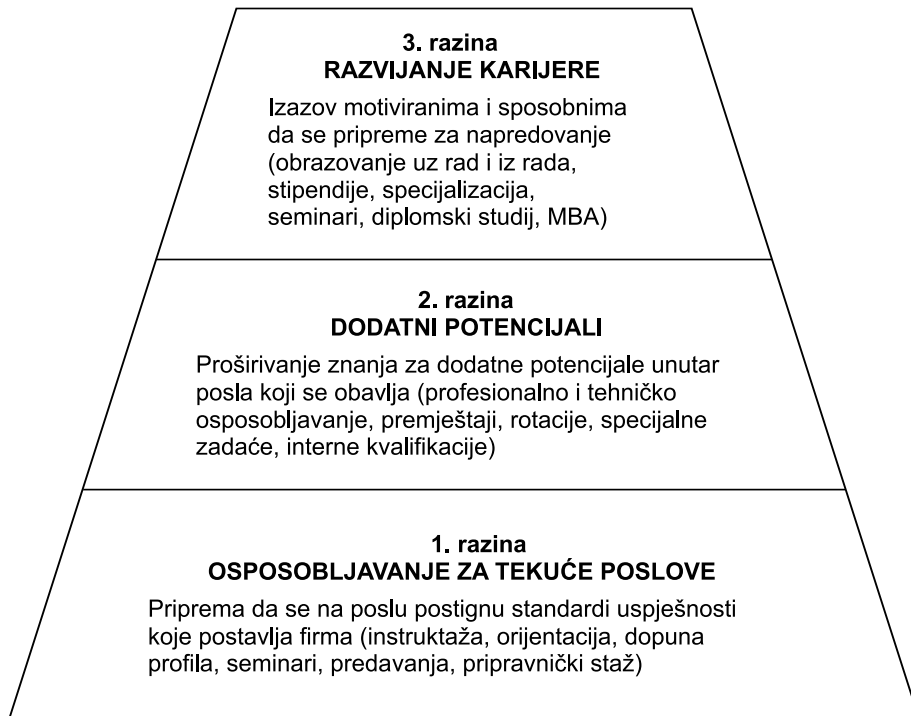 3. razina
RAZVIJANJE KARIJERE
Izazov motiviranima i sposobnima
da se pripreme za napredovanje
(obrazovanje uz rad i iz rada,
stipendije, specijalizacija,
seminari, diplomski studij, MBA)
2. razina
DODATNI POTENCIJALI
Proširivanje znanja za dodatne potencijale unutar
posla koji se obavlja (profesionalno i tehničko
osposobljavanje, premještaji, rotacije, specijalne
zadaće, interne kvalifikacije)
1. razina
OSPOSOBLJAVANJE ZA TEKUĆE POSLOVE
Priprema da se na poslu postignu standardi uspješnosti
koje postavlja firma (instruktaža, orijentacija, dopuna
profila, seminari, predavanja, pripravnički staž)